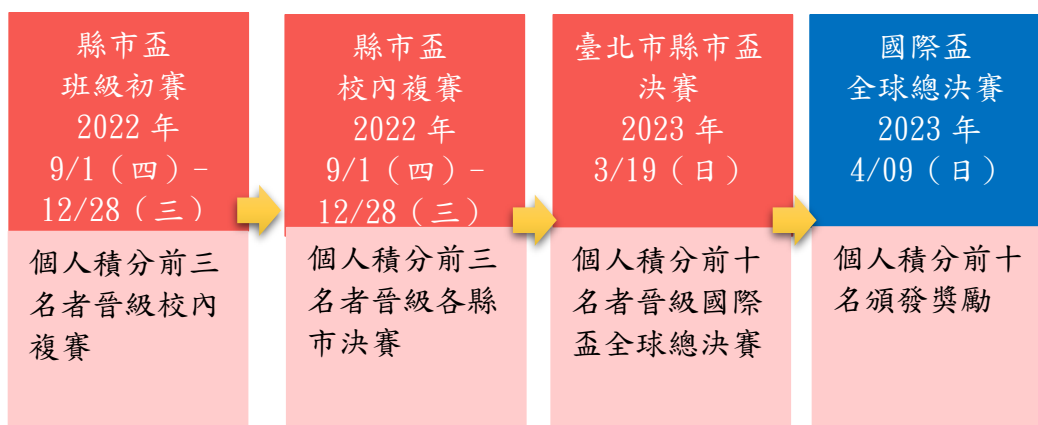 縣市盃
班級初賽
2022 年
9/1（四）-
12/28（三）
個人積分前三
名者晉級校內
複賽
縣市盃
校內複賽
2022 年
9/1（四）-
12/28（三）
個人積分前三
名者晉級各縣
市決賽
臺北市縣市盃
決賽
2023 年
3/19（日）
個人積分前十
名者晉級國際
盃全球總決賽
國際盃
全球總決賽
2023 年
4/09（日）
個人積分前十
名頒發獎勵